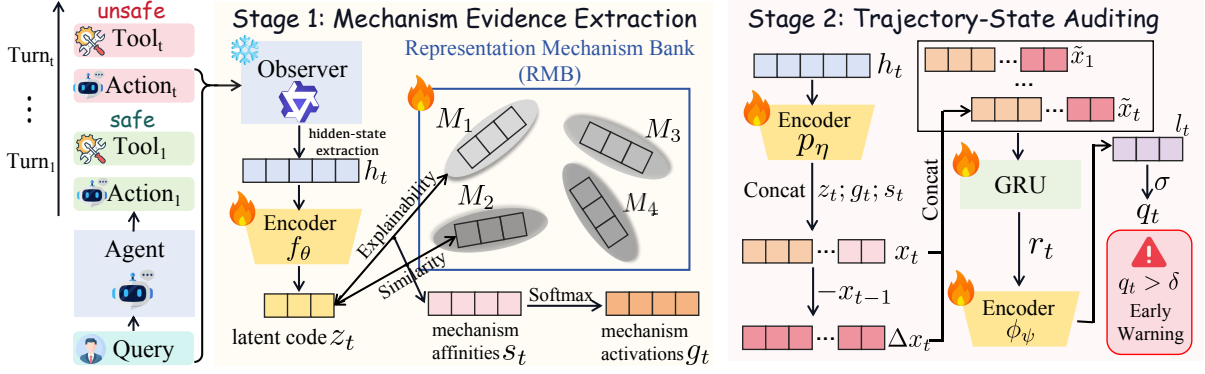 unsafe
Tool_t
Turn_t
Action_t
safe
Tool_1
Turn_1
Action_1
Agent
Query
Stage 1: Mechanism Evidence Extraction
Observer
Representation Mechanism Bank
(RMB)
hidden-state
extraction
h_t
Encoder
f_θ
latent code z_t
M_1
M_2
M_3
M_4
Explainability
Similarity
mechanism
affinities s_t
Softmax
mechanism
activations g_t
Stage 2: Trajectory-State Auditing
h_t
Encoder
p_η
Concat z_t; g_t; s_t
x_t
-x_{t-1}
Δx_t
Concat
... x̃_1
...
... x̃_t
GRU
r_t
Encoder
ϕ_ψ
l_t
σ
q_t
q_t > δ
Early
Warning